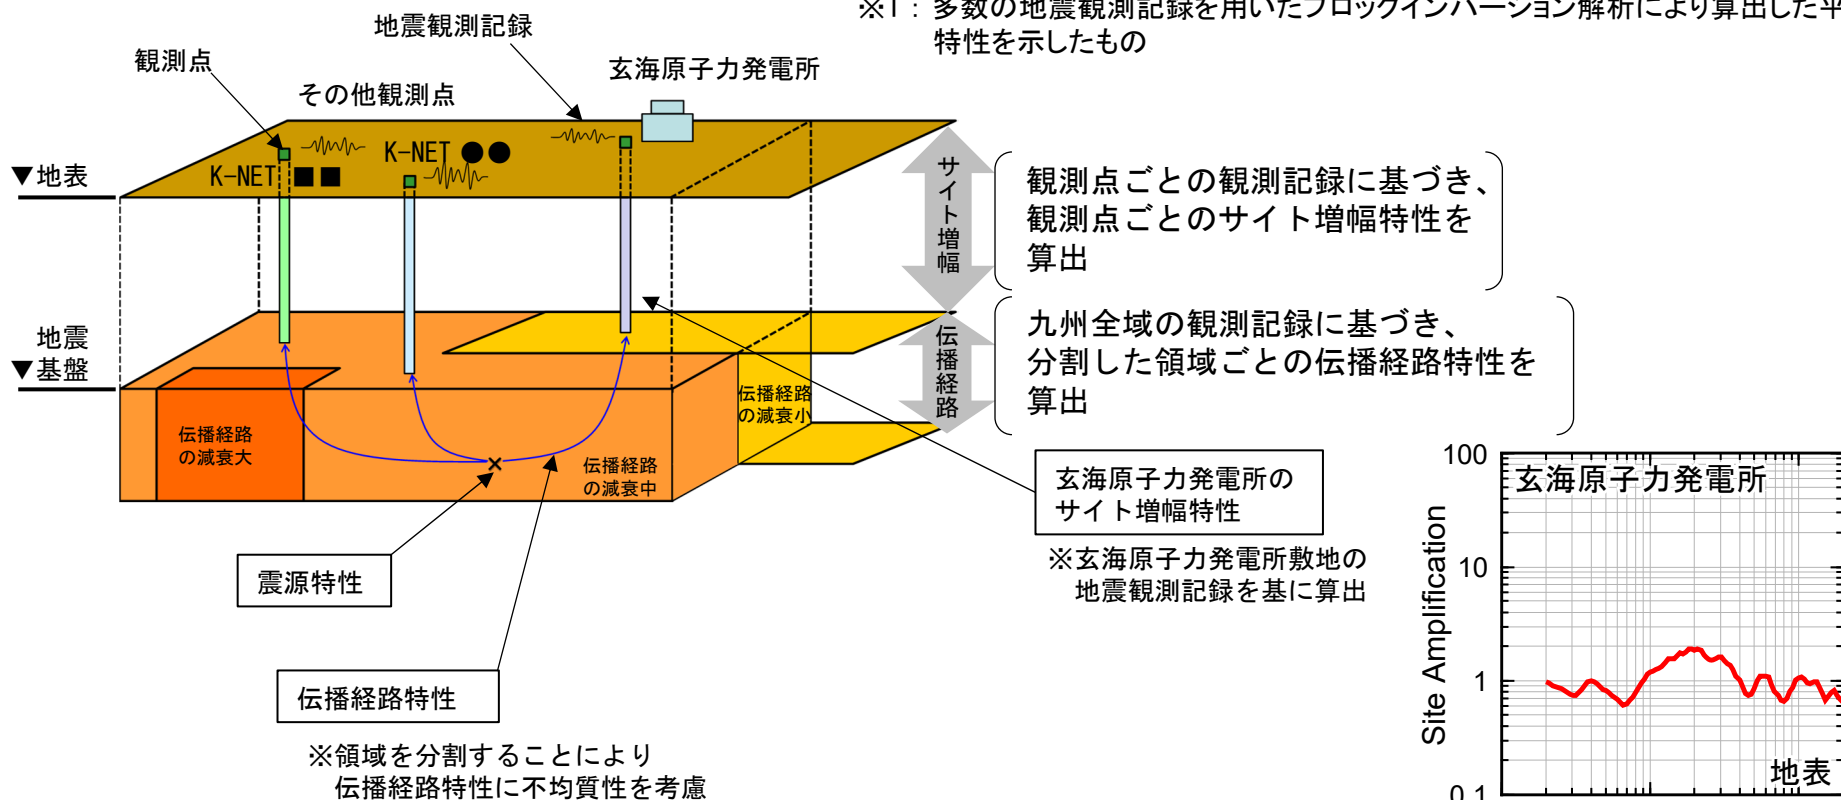 ※1：多数の地震観測記録を用いたブロックインバージョン解析により算出した平
特性を示したもの
地震観測記録
観測点
玄海原子力発電所
その他観測点
K-NET ●●
K-NET ■■
▼地表
サイト増幅
観測点ごとの観測記録に基づき、
観測点ごとのサイト増幅特性を
算出
地震
▼基盤
伝播経路
九州全域の観測記録に基づき、
分割した領域ごとの伝播経路特性を
算出
伝播経路
の減衰小
伝播経路
の減衰大
伝播経路
の減衰中
玄海原子力発電所の
サイト増幅特性
※玄海原子力発電所敷地の
地震観測記録を基に算出
震源特性
伝播経路特性
※領域を分割することにより
伝播経路特性に不均質性を考慮
玄海原子力発電所
Site Amplification
100
10
1
0.1
地表